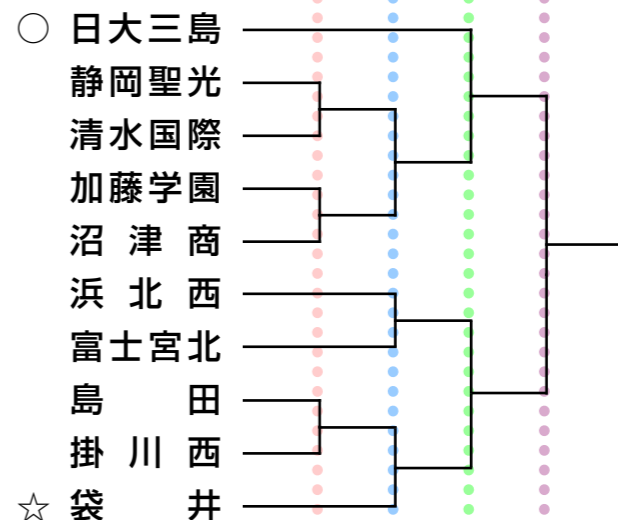 ○ 日大三島
静岡聖光
清水国際
加藤学園
沼津商
浜北西
富士宮北
島田
掛川西
☆ 袋井